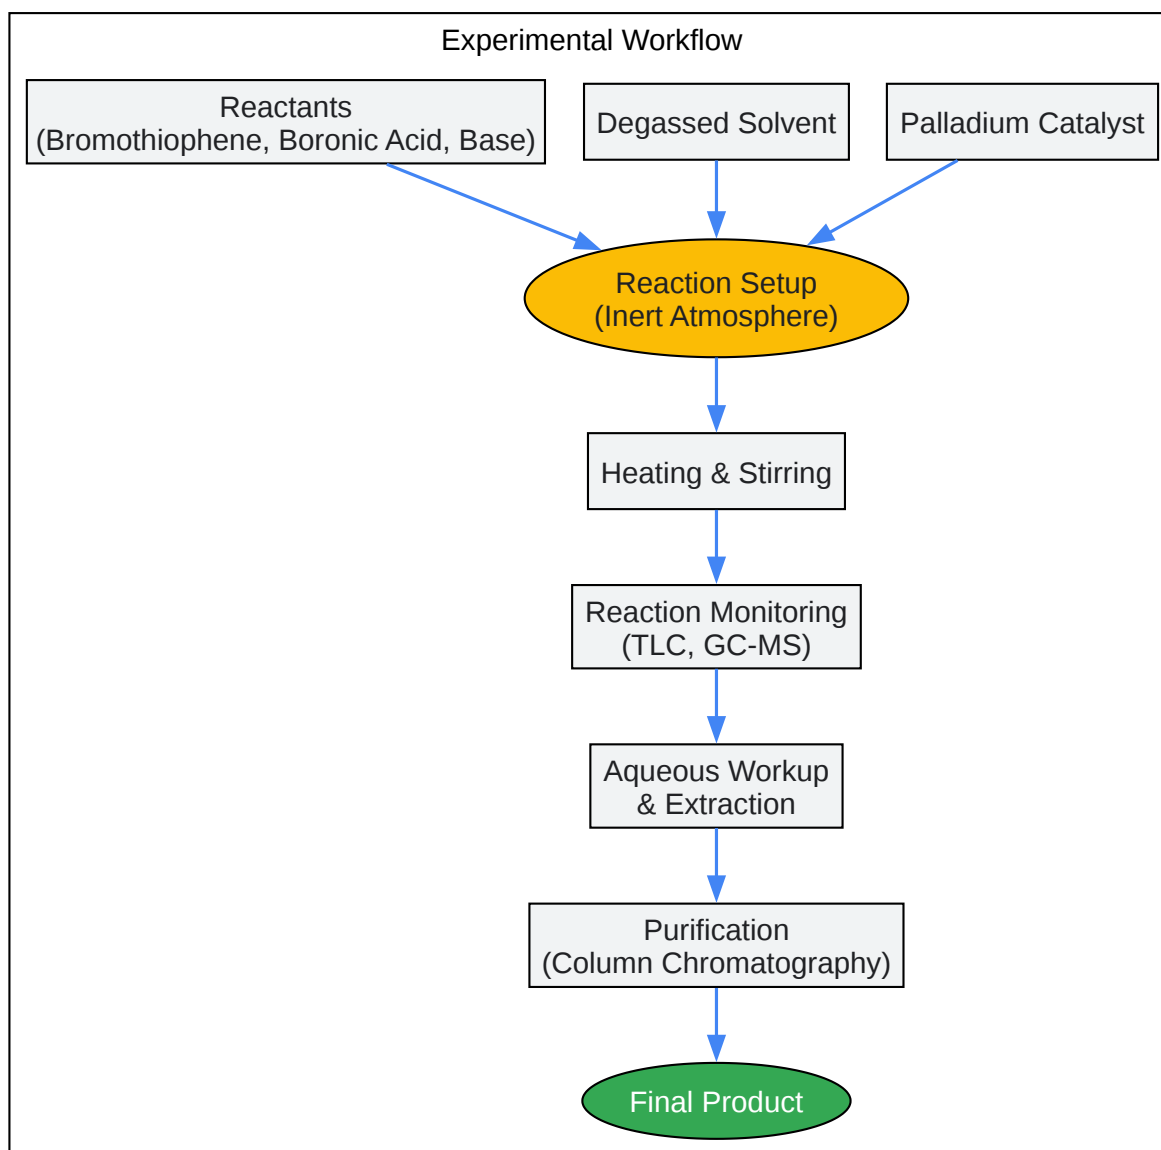 Experimental Workflow
Reactants
(Bromothiophene, Boronic Acid, Base)
Degassed Solvent
Palladium Catalyst
Reaction Setup
(Inert Atmosphere)
Heating & Stirring
Reaction Monitoring
(TLC, GC-MS)
Aqueous Workup
& Extraction
Purification
(Column Chromatography)
Final Product